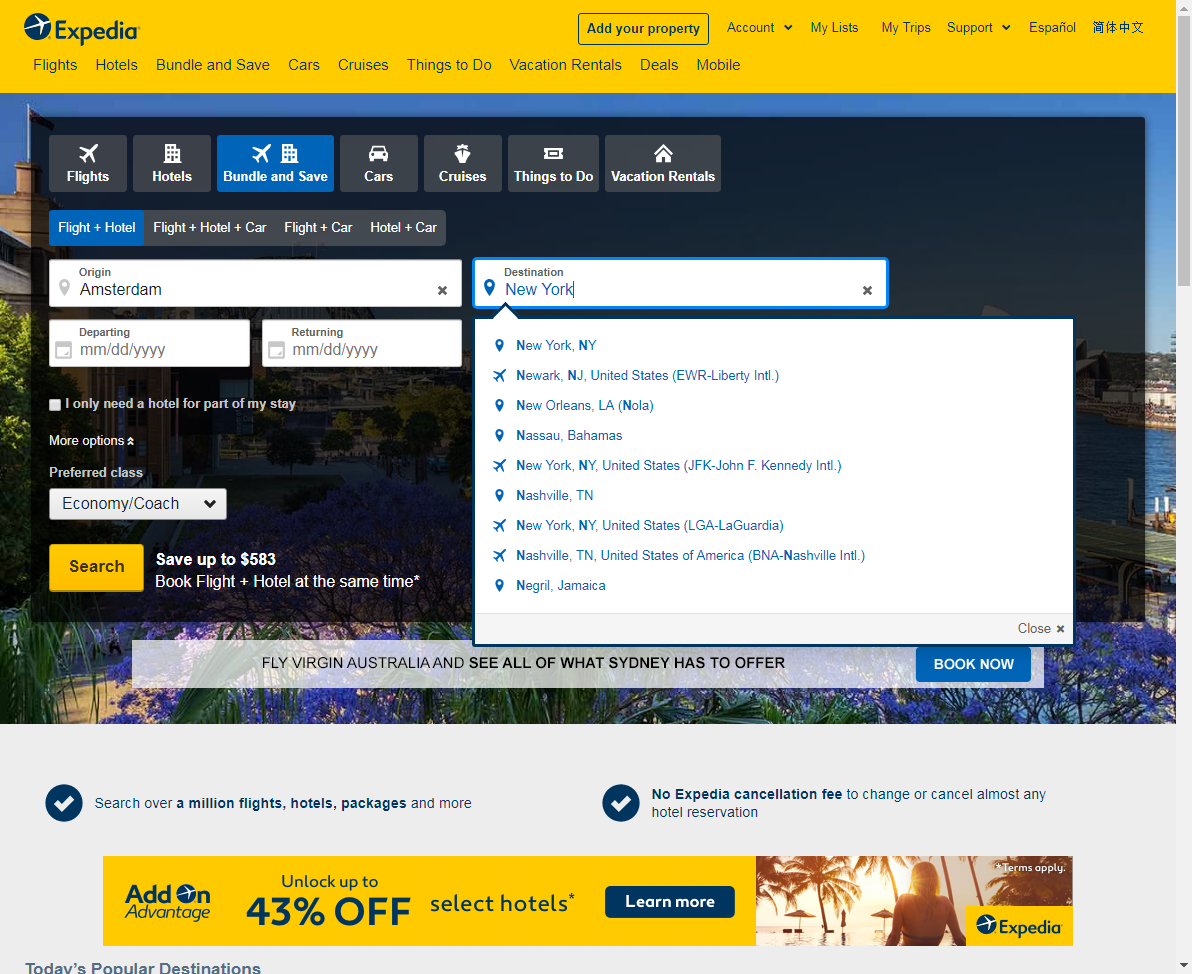 Expedia
Add your property
Account
My Lists
My Trips
Support
Español
简体中文
Flights
Hotels
Bundle and Save
Cars
Cruises
Things to Do
Vacation Rentals
Deals
Mobile
Flights
Hotels
Bundle and Save
Cars
Cruises
Things to Do
Vacation Rentals
Flight + Hotel
Flight + Hotel + Car
Flight + Car
Hotel + Car
Origin
Amsterdam
Destination
New York
Departing
mm/dd/yyyy
Returning
mm/dd/yyyy
New York, NY
Newark, NJ, United States (EWR-Liberty Intl.)
New Orleans, LA (Nola)
Nassau, Bahamas
New York, NY, United States (JFK-John F. Kennedy Intl.)
Nashville, TN
New York, NY, United States (LGA-LaGuardia)
Nashville, TN, United States of America (BNA-Nashville Intl.)
Negril, Jamaica
Close
I only need a hotel for part of my stay
More options
Preferred class
Economy/Coach
Search
Save up to $583
Book Flight + Hotel at the same time*
FLY VIRGIN AUSTRALIA AND SEE ALL OF WHAT SYDNEY HAS TO OFFER
BOOK NOW
Search over a million flights, hotels, packages and more
No Expedia cancellation fee to change or cancel almost any
hotel reservation
Add On
Advantage
Unlock up to
43% OFF
select hotels*
Learn more
*Terms apply.
Expedia
Today's Popular Destinations